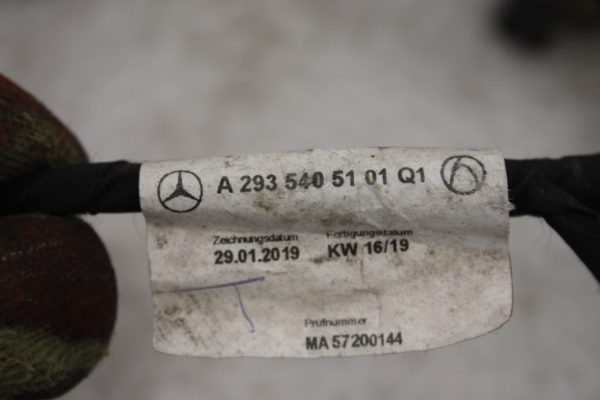 A 293 540 51 01 Q1
Zeichnungsdatum Fertigungsdatum
29.01.2019 KW 16/19
Prüfnummer
MA 57200144